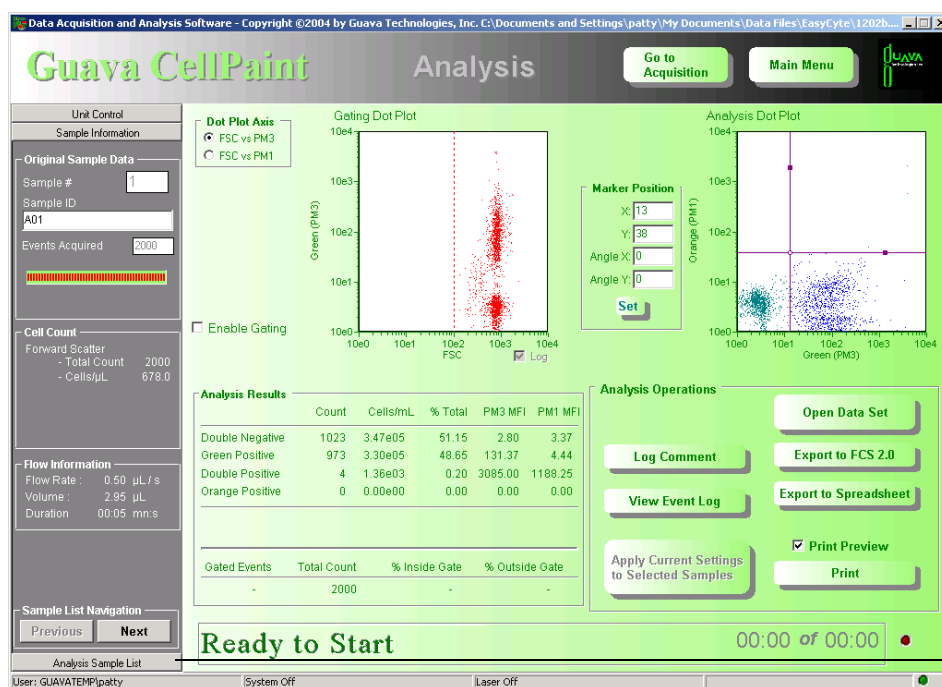 Data Acquisition and Analysis Software - Copyright ©2004 by Guava Technologies, Inc. C:\Documents and Settings\patty\My Documents\Data Files\EasyCyte\1202b....
Guava CellPaint
Analysis
Go to
Acquisition
Main Menu
guava
Unit Control
Sample Information
Original Sample Data
Sample # 1
Sample ID
A01
Events Acquired 2000
Cell Count
Forward Scatter
- Total Count 2000
- Cells/µL 678.0
Flow Information
Flow Rate : 0.50 µL / s
Volume : 2.95 µL
Duration 00:05 mn:s
Sample List Navigation
Previous Next
Analysis Sample List
Dot Plot Axis
FSC vs PM3
FSC vs PM1
Enable Gating
Gating Dot Plot
10e4
10e3
10e2
10e1
10e0
Green (PM3)
10e0 10e1 10e2 10e3 10e4
FSC
Log
Marker Position
X: 13
Y: 38
Angle X: 0
Angle Y: 0
Set
Analysis Dot Plot
10e4
10e3
10e2
10e1
10e0
Orange (PM1)
10e0 10e1 10e2 10e3 10e4
Green (PM3)
Analysis Results
Count Cells/mL % Total PM3 MFI PM1 MFI
Double Negative 1023 3.47e05 51.15 2.80 3.37
Green Positive 973 3.30e05 48.65 131.37 4.44
Double Positive 4 1.36e03 0.20 3085.00 1188.25
Orange Positive 0 0.00e00 0.00 0.00 0.00
Gated Events Total Count % Inside Gate % Outside Gate
- 2000 - -
Analysis Operations
Open Data Set
Log Comment
Export to FCS 2.0
View Event Log
Export to Spreadsheet
Print Preview
Apply Current Settings
to Selected Samples
Print
Ready to Start
00:00 of 00:00
User: GUAVATEMP\patty System Off Laser Off